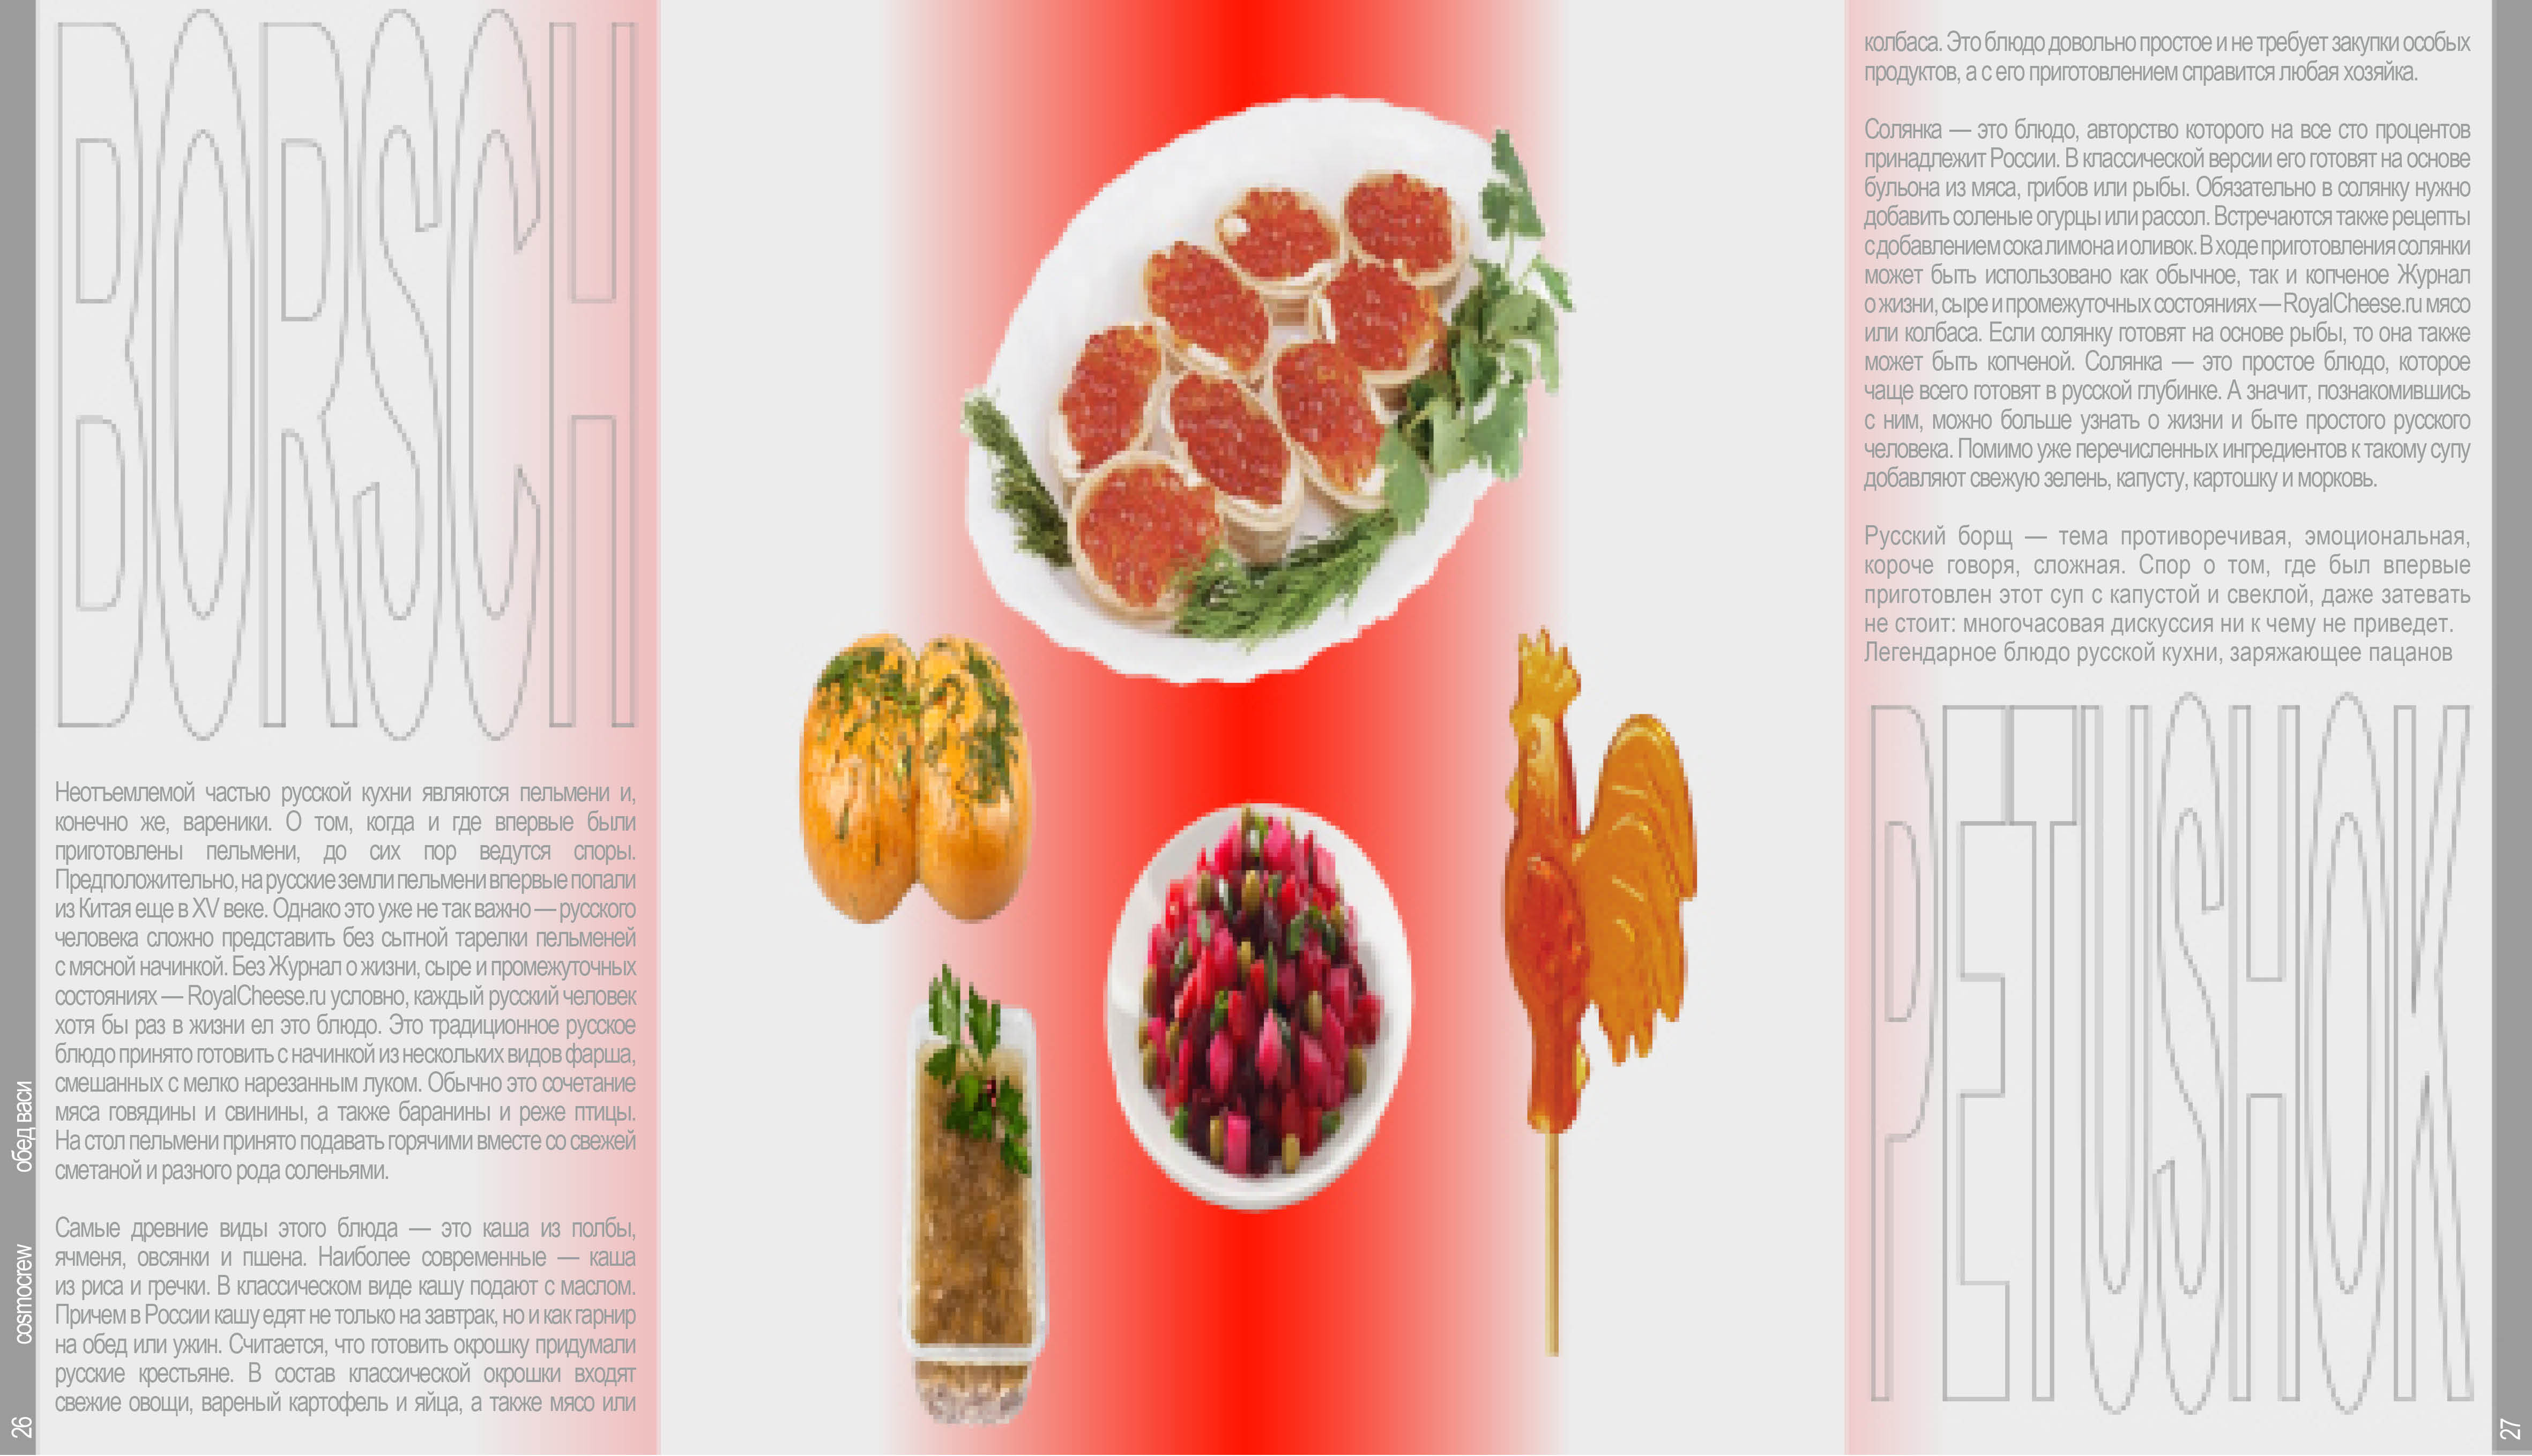 BORSCH
Неотъемлемой частью русской кухни являются пельмени и,
конечно же, вареники. О том, когда и где впервые были
приготовлены пельмени, до сих пор ведутся споры.
Предположительно, на русские земли пельмени впервые попали
из Китая еще в XV веке. Однако это уже не так важно — русского
человека сложно представить без сытной тарелки пельменей
с мясной начинкой. Без Журнал о жизни, сыре и промежуточных
состояниях — RoyalCheese.ru условно, каждый русский человек
хотя бы раз в жизни ел это блюдо. Это традиционное русское
блюдо принято готовить с начинкой из нескольких видов фарша,
смешанных с мелко нарезанным луком. Обычно это сочетание
мяса говядины и свинины, а также баранины и реже птицы.
На стол пельмени принято подавать горячими вместе со свежей
сметаной и разного рода соленьями.
Самые древние виды этого блюда — это каша из полбы,
ячменя, овсянки и пшена. Наиболее современные — каша
из риса и гречки. В классическом виде кашу подают с маслом.
Причем в России кашу едят не только на завтрак, но и как гарнир
на обед или ужин. Считается, что готовить окрошку придумали
русские крестьяне. В состав классической окрошки входят
свежие овощи, вареный картофель и яйца, а также мясо или
26
cosmocrew
обед васи
колбаса. Это блюдо довольно простое и не требует закупки особых
продуктов, а с его приготовлением справится любая хозяйка.
Солянка — это блюдо, авторство которого на все сто процентов
принадлежит России. В классической версии его готовят на основе
бульона из мяса, грибов или рыбы. Обязательно в солянку нужно
добавить соленые огурцы или рассол. Встречаются также рецепты
с добавлением сока лимона и оливок. В ходе приготовления солянки
может быть использовано как обычное, так и копченое Журнал
о жизни, сыре и промежуточных состояниях — RoyalCheese.ru мясо
или колбаса. Если солянку готовят на основе рыбы, то она также
может быть копченой. Солянка — это простое блюдо, которое
чаще всего готовят в русской глубинке. А значит, познакомившись
с ним, можно больше узнать о жизни и быте простого русского
человека. Помимо уже перечисленных ингредиентов к такому супу
добавляют свежую зелень, капусту, картошку и морковь.
Русский борщ — тема противоречивая, эмоциональная,
короче говоря, сложная. Спор о том, где был впервые
приготовлен этот суп с капустой и свеклой, даже затевать
не стоит: многочасовая дискуссия ни к чему не приведет.
Легендарное блюдо русской кухни, заряжающее пацанов
PETUSHOK
27